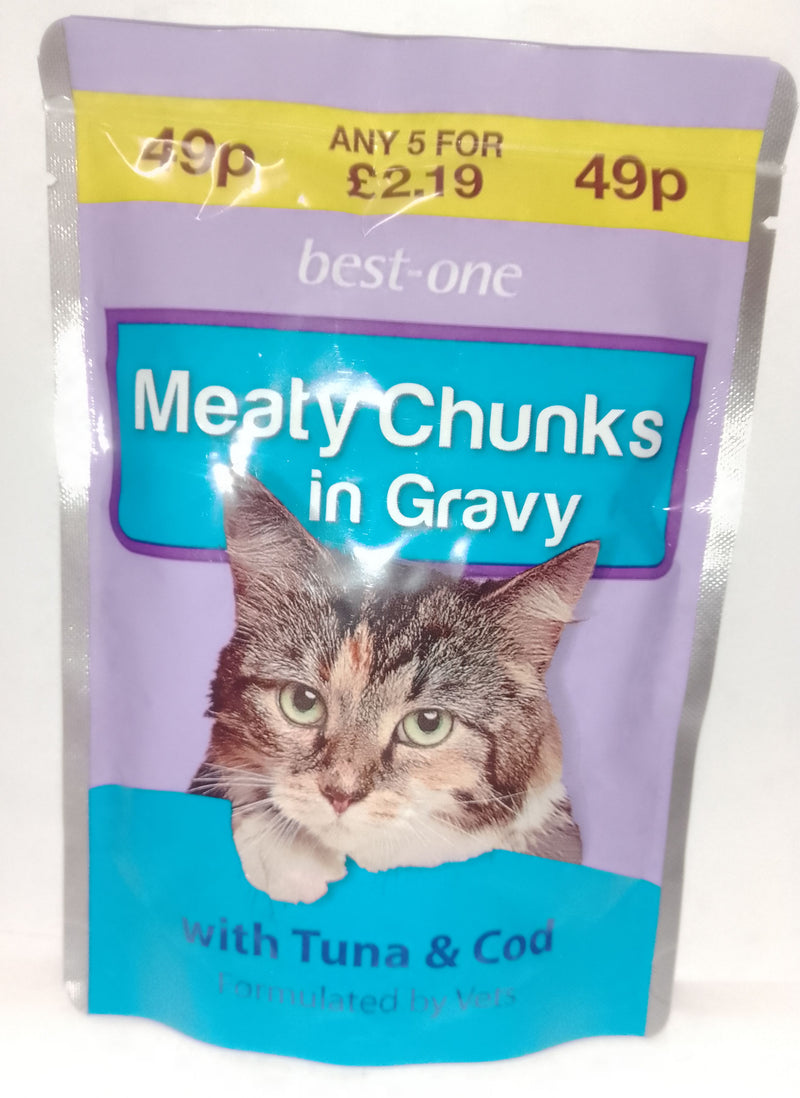 49p
ANY 5 FOR
£2.19
49p
best-one
Meaty Chunks
in Gravy
with Tuna & Cod
Formulated by Vets